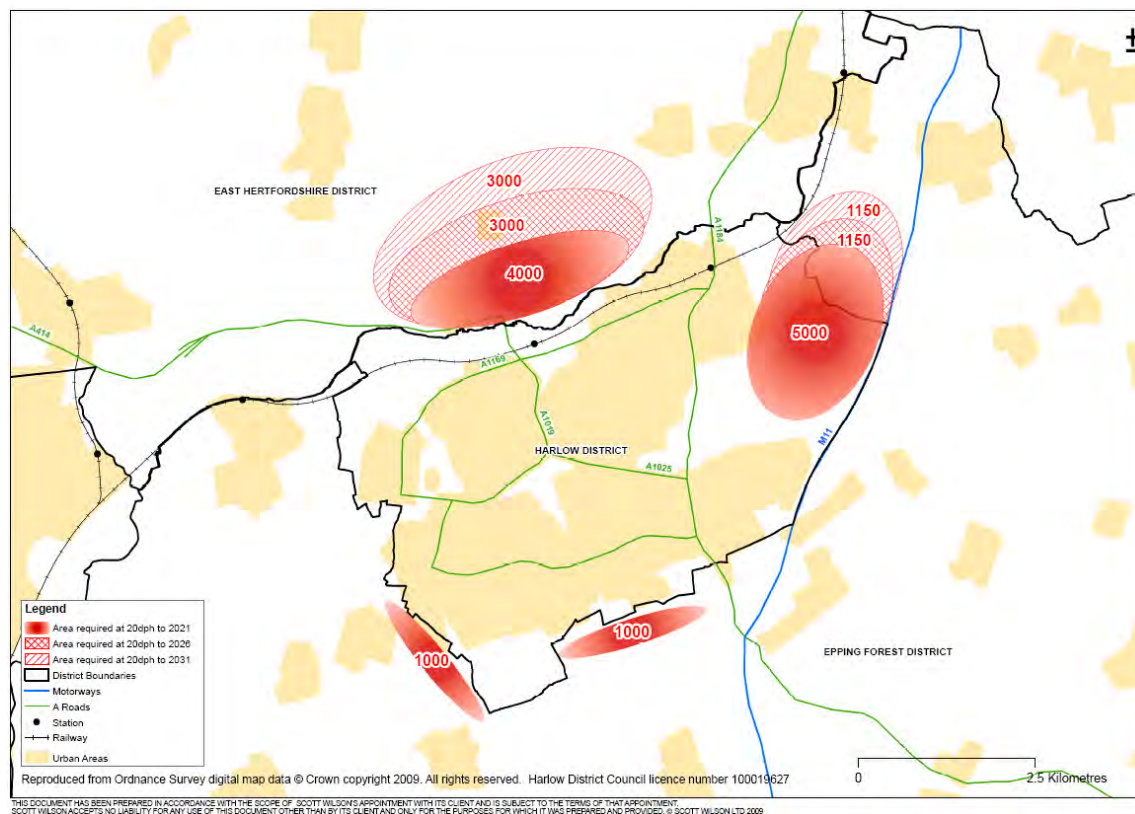 ±
3000
EAST HERTFORDSHIRE DISTRICT
1150
3000
A1184
1150
4000
A414
5000
A1169
A1019
M11
HARLOW DISTRICT
A1025
Legend
Area required at 20dph to 2021
Area required at 20dph to 2026
Area required at 20dph to 2031
District Boundaries
Motorways
A Roads
Station
Railway
Urban Areas
1000
1000
EPPING FOREST DISTRICT
0 2.5 Kilometres
Reproduced from Ordnance Survey digital map data © Crown copyright 2009. All rights reserved. Harlow District Council licence number 100019627
THIS DOCUMENT HAS BEEN PREPARED IN ACCORDANCE WITH THE SCOPE OF SCOTT WILSON'S APPOINTMENT WITH ITS CLIENT AND IS SUBJECT TO THE TERMS OF THAT APPOINTMENT.
SCOTT WILSON ACCEPTS NO LIABILITY FOR ANY USE OF THIS DOCUMENT OTHER THAN BY ITS CLIENT AND ONLY FOR THE PURPOSES FOR WHICH IT WAS PREPARED AND PROVIDED. © SCOTT WILSON LTD 2009